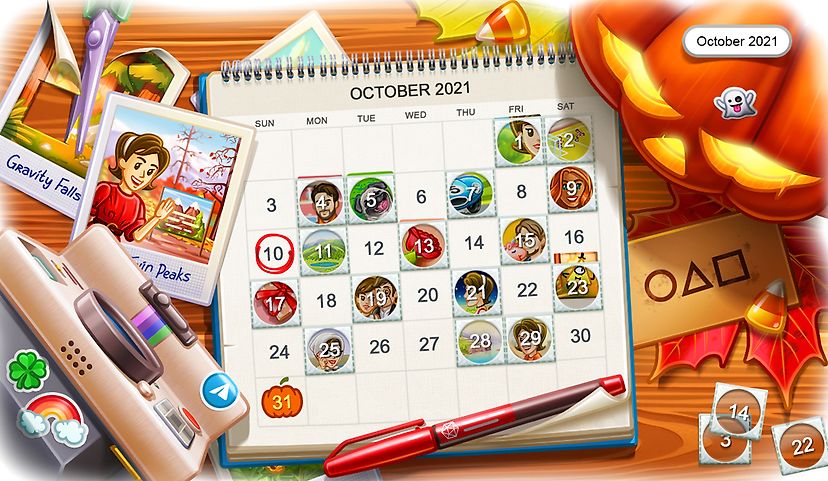 October 2021
OCTOBER 2021
SUN MON TUE WED THU FRI SAT
1 2
3 4 5 6 7 8 9
10 11 12 13 14 15 16
17 18 19 20 21 22 23
24 25 26 27 28 29 30
31
Gravity Falls
win Peaks
14
3
22